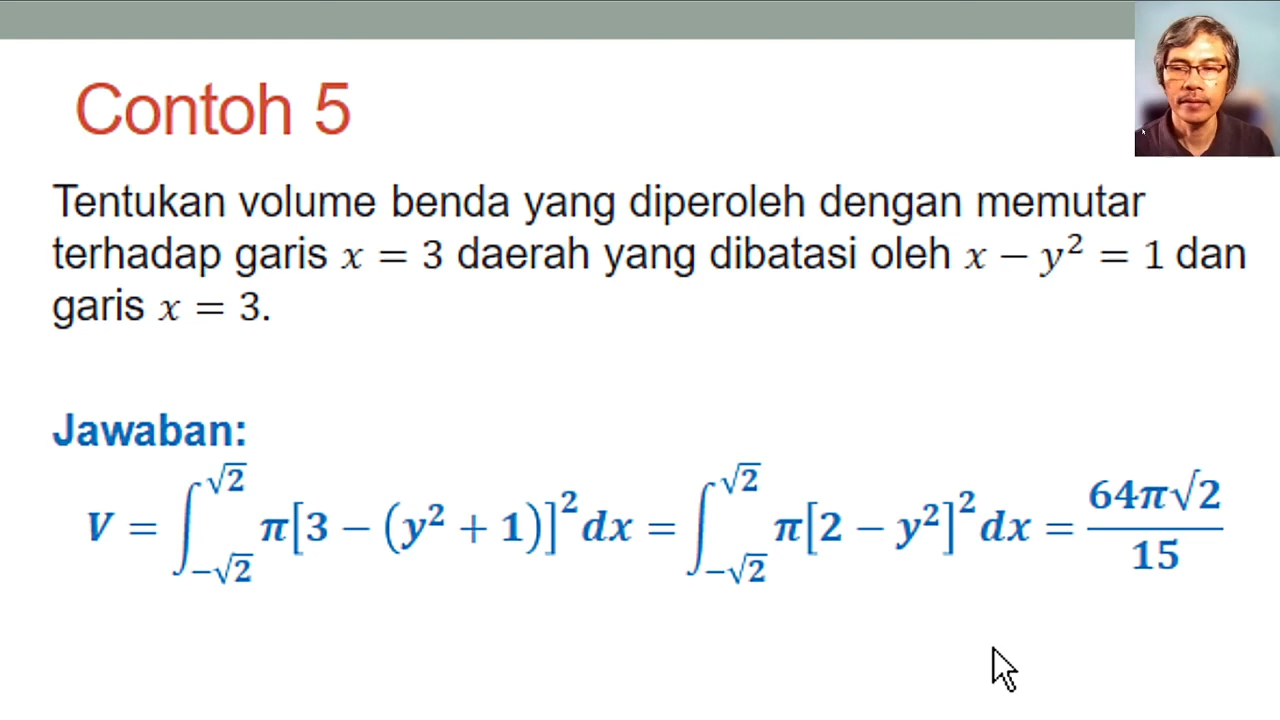 Contoh 5
Tentukan volume benda yang diperoleh dengan memutar
terhadap garis x = 3 daerah yang dibatasi oleh x − y² = 1 dan
garis x = 3.
Jawaban:
V = ∫_{−√2}^{√2} π[3 − (y² + 1)]² dx = ∫_{−√2}^{√2} π[2 − y²]² dx = 64π√2 / 15